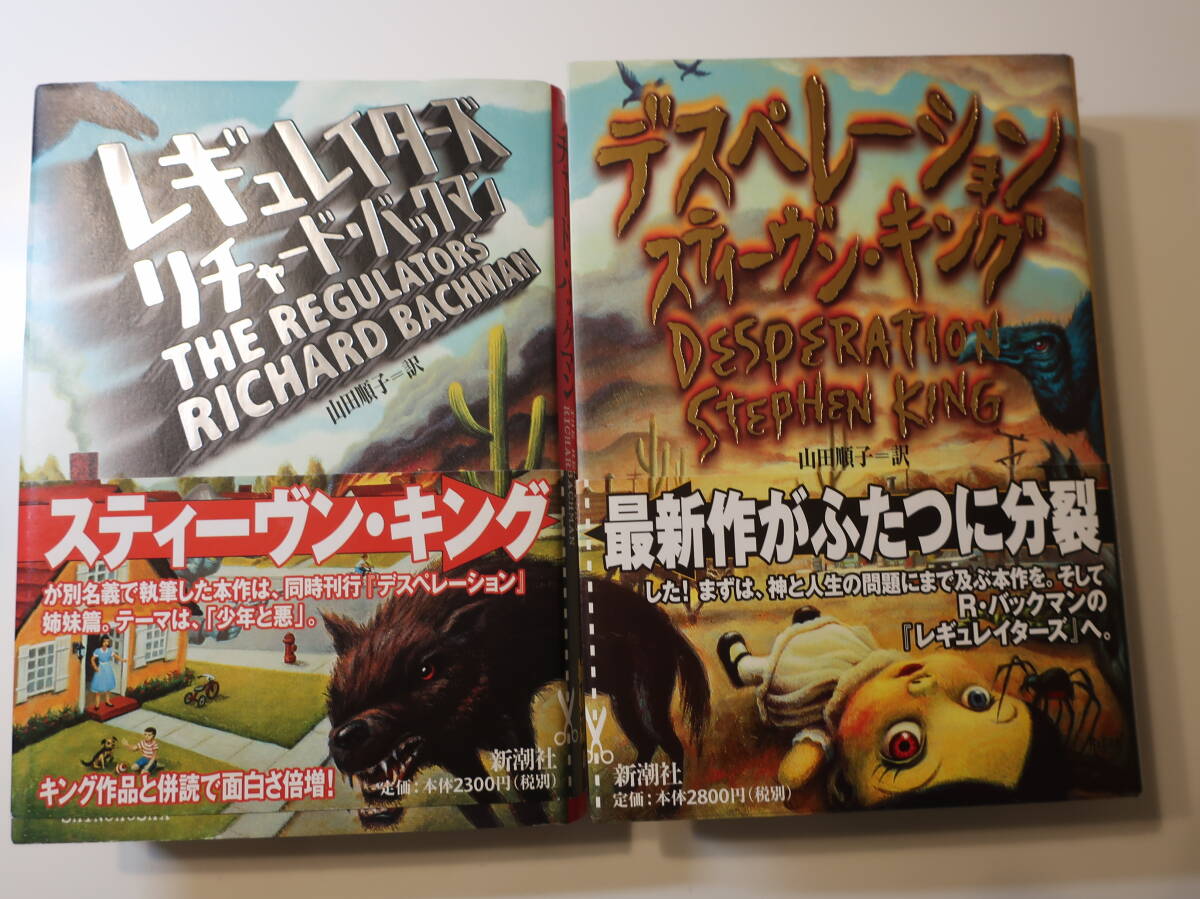 レギュレイターズ
リチャード・バックマン
THE REGULATORS
RICHARD BACHMAN
山田順子=訳
スティーヴン・キング
が別名義で執筆した本作は、同時刊行『デスペレーション』
姉妹篇。テーマは、「少年と悪」。
キング作品と併読で面白さ倍増!
新潮社
定価:本体2300円(税別)
SHINCHOSHA
デスペレーション
スティーヴン・キング
DESPERATION
STEPHEN KING
山田順子=訳
最新作がふたつに分裂
した! まずは、神と人生の問題にまで及ぶ本作を。そして
R・バックマンの
『レギュレイターズ』へ。
新潮社
定価:本体2800円(税別)